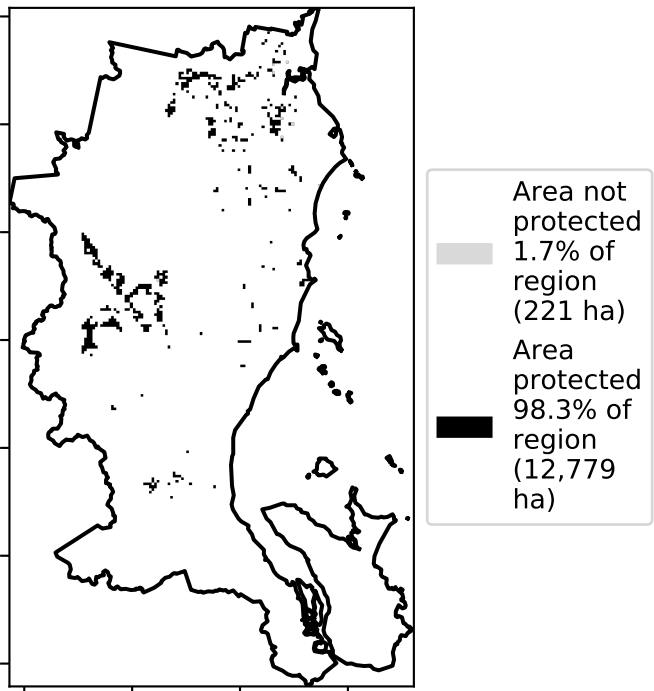 Area not
protected
1.7% of
region
(221 ha)
Area
protected
98.3% of
region
(12,779
ha)